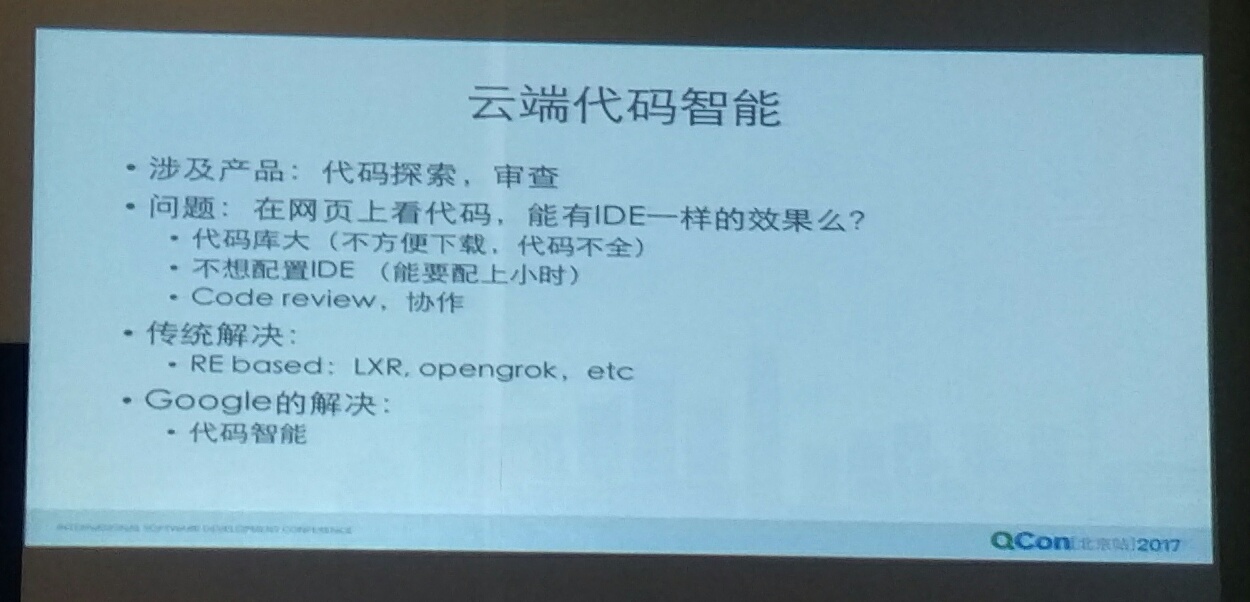 云端代码智能
• 涉及产品：代码探索，审查
• 问题：在网页上看代码，能有IDE一样的效果么？
• 代码库大（不方便下载，代码不全）
• 不想配置IDE （能要配上小时）
• Code review，协作
• 传统解决：
• RE based：LXR, opengrok，etc
• Google的解决：
• 代码智能
INTERNATIONAL SOFTWARE DEVELOPMENT CONFERENCE
QCon[北京站]2017